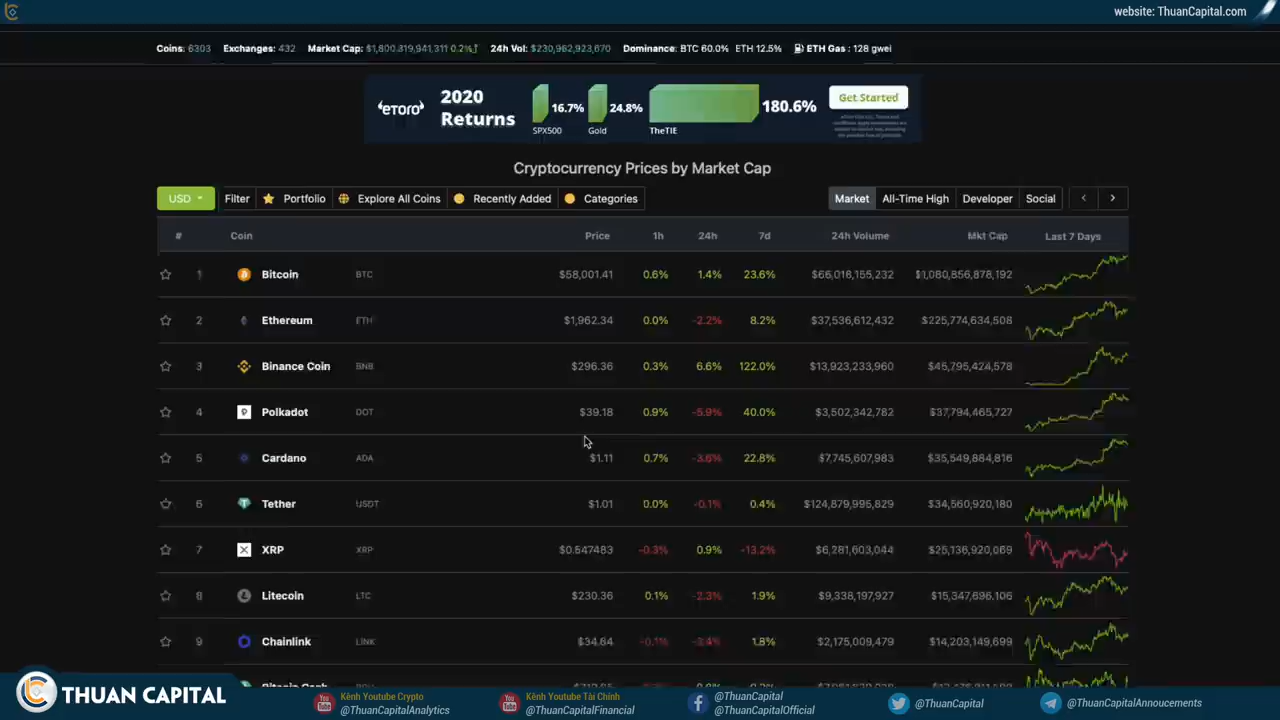 website: ThuanCapital.com
Coins: 6303 Exchanges: 432 Market Cap: $1,800,319,941,311 0.2% 24h Vol: $230,962,923,670 Dominance: BTC 60.0% ETH 12.5% ETH Gas: 128 gwei
eToro 2020 Returns 16.7% SPX500 24.8% Gold 180.6% TheTIE Get Started
Cryptocurrency Prices by Market Cap
USD Filter Portfolio Explore All Coins Recently Added Categories Market All-Time High Developer Social
# Coin Price 1h 24h 7d 24h Volume Mkt Cap Last 7 Days
1 Bitcoin BTC $58,001.41 0.6% 1.4% 23.6% $66,018,155,232 $1,080,856,878,192
2 Ethereum ETH $1,962.34 0.0% -2.2% 8.2% $37,536,612,432 $225,774,634,508
3 Binance Coin BNB $296.36 0.3% 6.6% 122.0% $13,923,233,960 $45,795,424,578
4 Polkadot DOT $39.18 0.9% -5.9% 40.0% $3,502,342,782 $37,794,465,727
5 Cardano ADA $1.11 0.7% -3.6% 22.8% $7,745,607,983 $35,549,884,816
6 Tether USDT $1.01 0.0% -0.1% 0.4% $124,879,995,829 $34,560,920,180
7 XRP XRP $0.547483 -0.3% 0.9% -13.2% $6,281,603,044 $25,136,920,069
8 Litecoin LTC $230.36 0.1% -2.3% 1.9% $9,338,197,927 $15,347,696,106
9 Chainlink LINK $34.64 -0.1% -3.4% 1.8% $2,175,009,479 $14,203,149,699
Bitcoin Cash
THUAN CAPITAL
Kênh Youtube Crypto
@ThuanCapitalAnalytics
Kênh Youtube Tài Chính
@ThuanCapitalFinancial
@ThuanCapital
@ThuanCapitalOfficial
@ThuanCapital
@ThuanCapitalAnnoucements